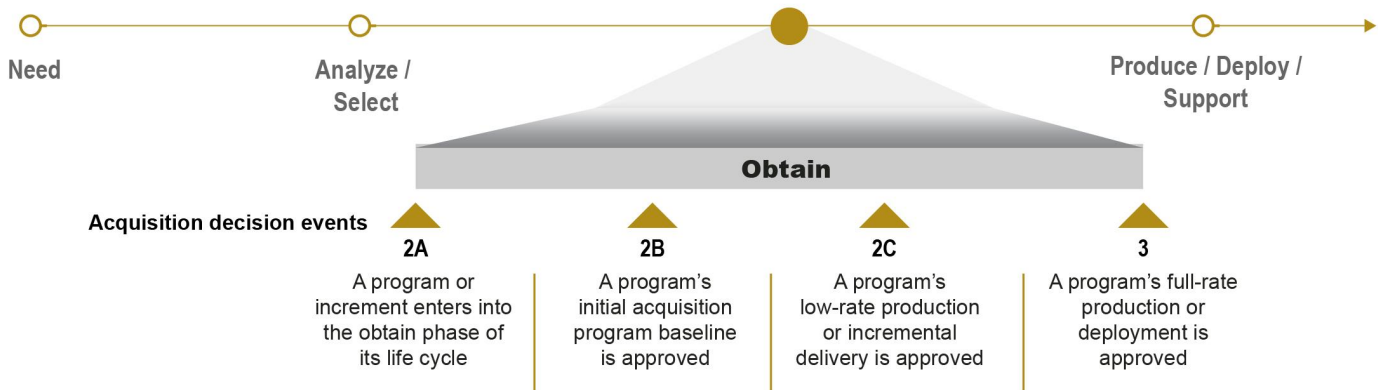 Need
Analyze /
Select
Produce / Deploy /
Support
Obtain
Acquisition decision events
2A
A program or
increment enters into
the obtain phase of
its life cycle
2B
A program’s
initial acquisition
program baseline
is approved
2C
A program’s
low-rate production
or incremental
delivery is approved
3
A program’s full-rate
production or
deployment is
approved